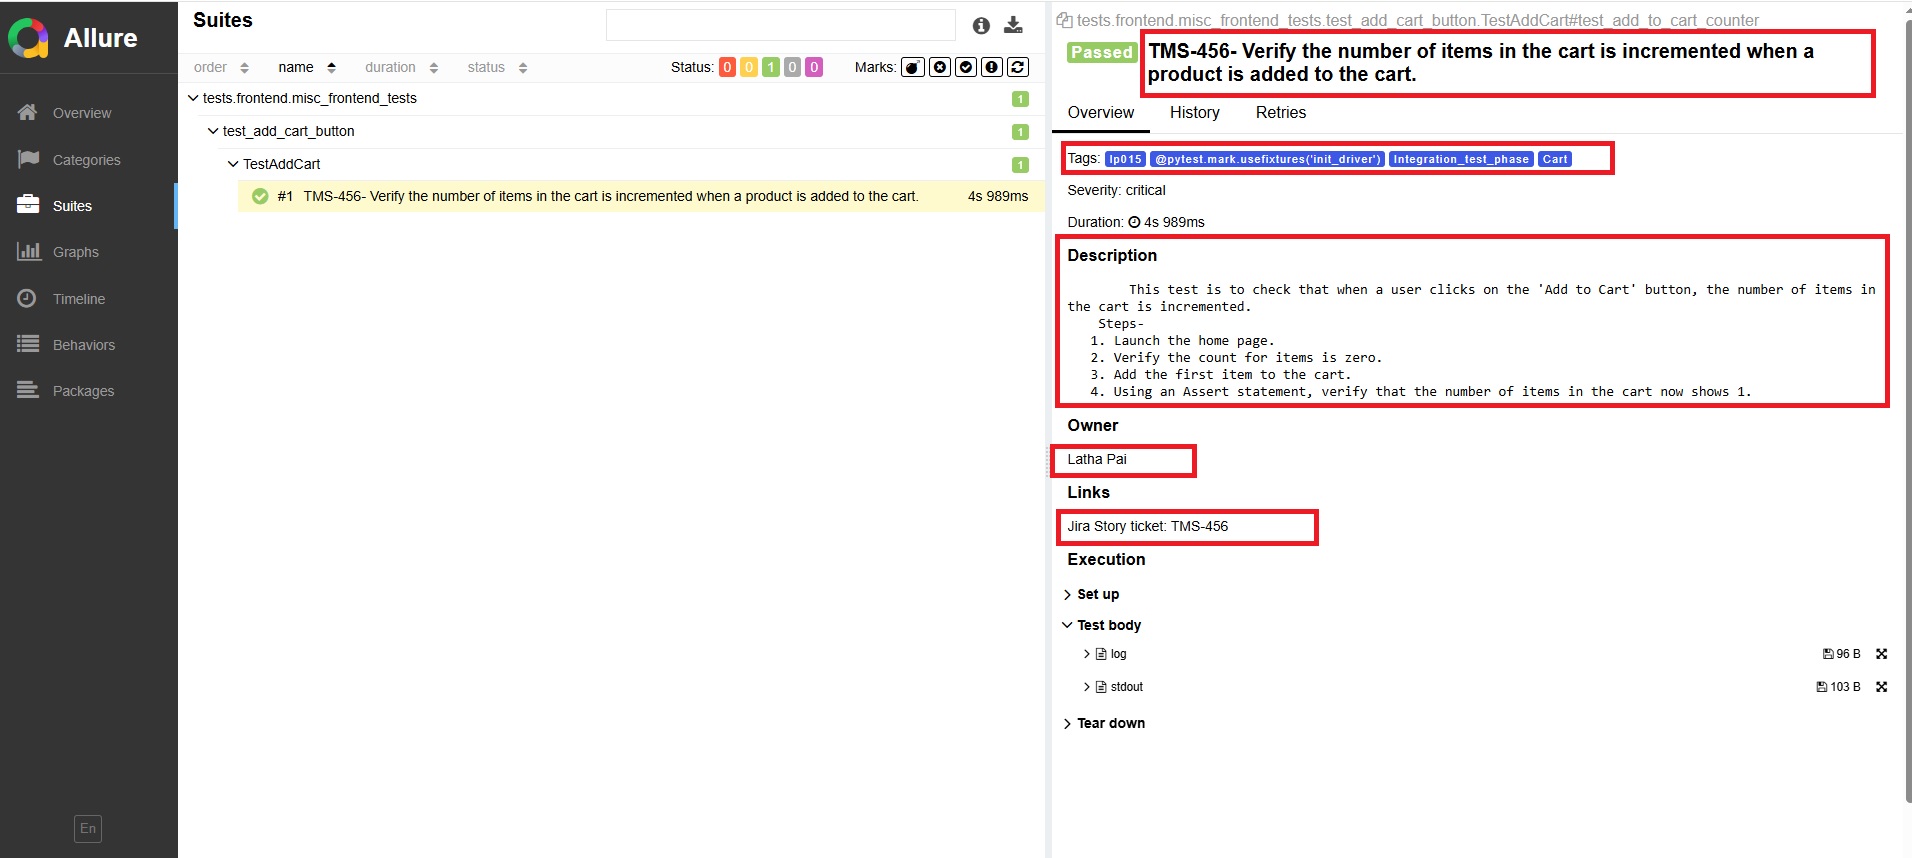 Allure
Overview
Categories
Suites
Graphs
Timeline
Behaviors
Packages
En
Suites
order name duration status Status: 0 0 1 0 0 Marks:
tests.frontend.misc_frontend_tests 1
test_add_cart_button 1
TestAddCart 1
#1 TMS-456- Verify the number of items in the cart is incremented when a product is added to the cart. 4s 989ms
tests.frontend.misc_frontend_tests.test_add_cart_button.TestAddCart#test_add_to_cart_counter
Passed TMS-456- Verify the number of items in the cart is incremented when a
product is added to the cart.
Overview History Retries
Tags: lp015 @pytest.mark.usefixtures('init_driver') Integration_test_phase Cart
Severity: critical
Duration: 4s 989ms
Description
This test is to check that when a user clicks on the 'Add to Cart' button, the number of items in
the cart is incremented.
Steps-
1. Launch the home page.
2. Verify the count for items is zero.
3. Add the first item to the cart.
4. Using an Assert statement, verify that the number of items in the cart now shows 1.
Owner
Latha Pai
Links
Jira Story ticket: TMS-456
Execution
Set up
Test body
log 96 B
stdout 103 B
Tear down